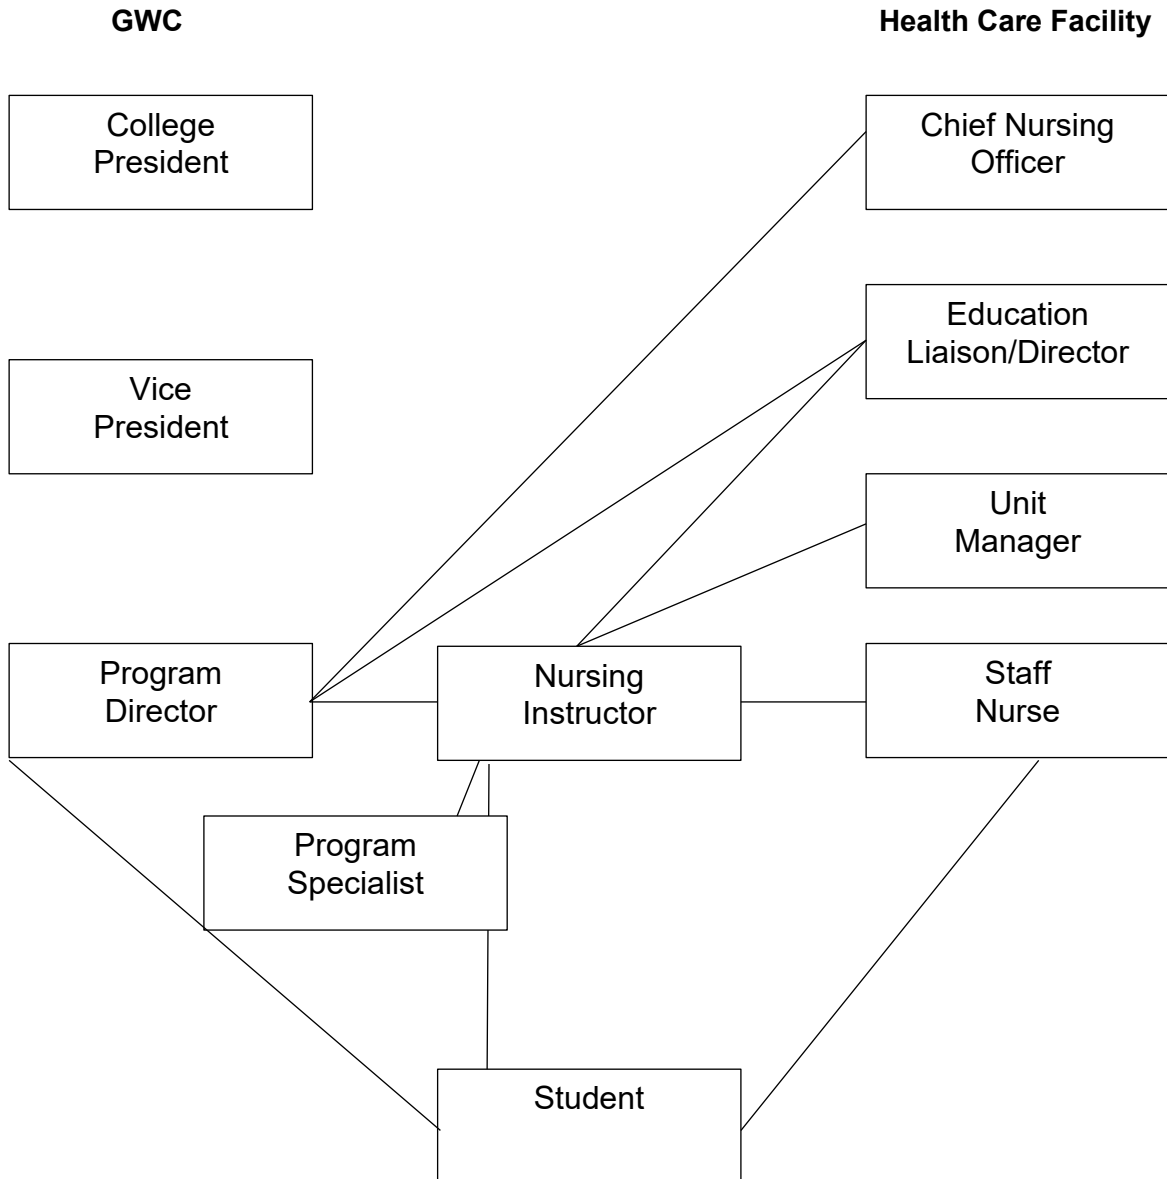 GWC
Health Care Facility
College
President
Chief Nursing
Officer
Education
Liaison/Director
Vice
President
Unit
Manager
Program
Director
Nursing
Instructor
Staff
Nurse
Program
Specialist
Student